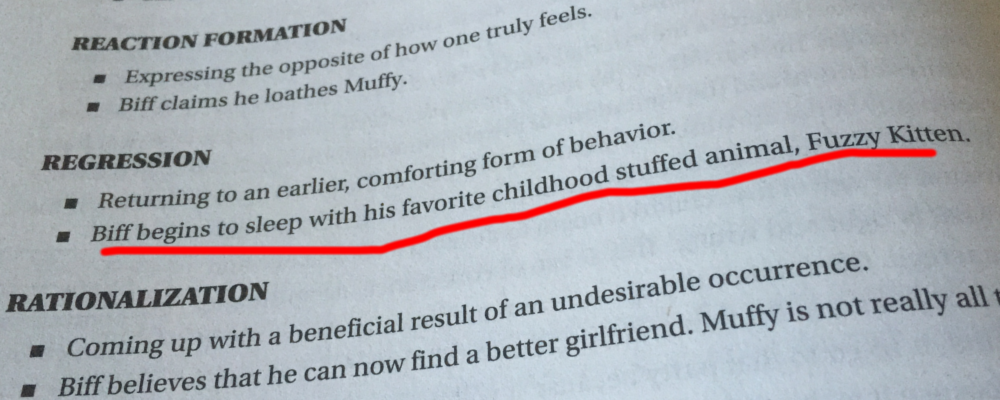 REACTION FORMATION
■ Expressing the opposite of how one truly feels.
■ Biff claims he loathes Muffy.
REGRESSION
■ Returning to an earlier, comforting form of behavior.
■ Biff begins to sleep with his favorite childhood stuffed animal, Fuzzy Kitten.
RATIONALIZATION
■ Coming up with a beneficial result of an undesirable occurrence.
■ Biff believes that he can now find a better girlfriend. Muffy is not really all